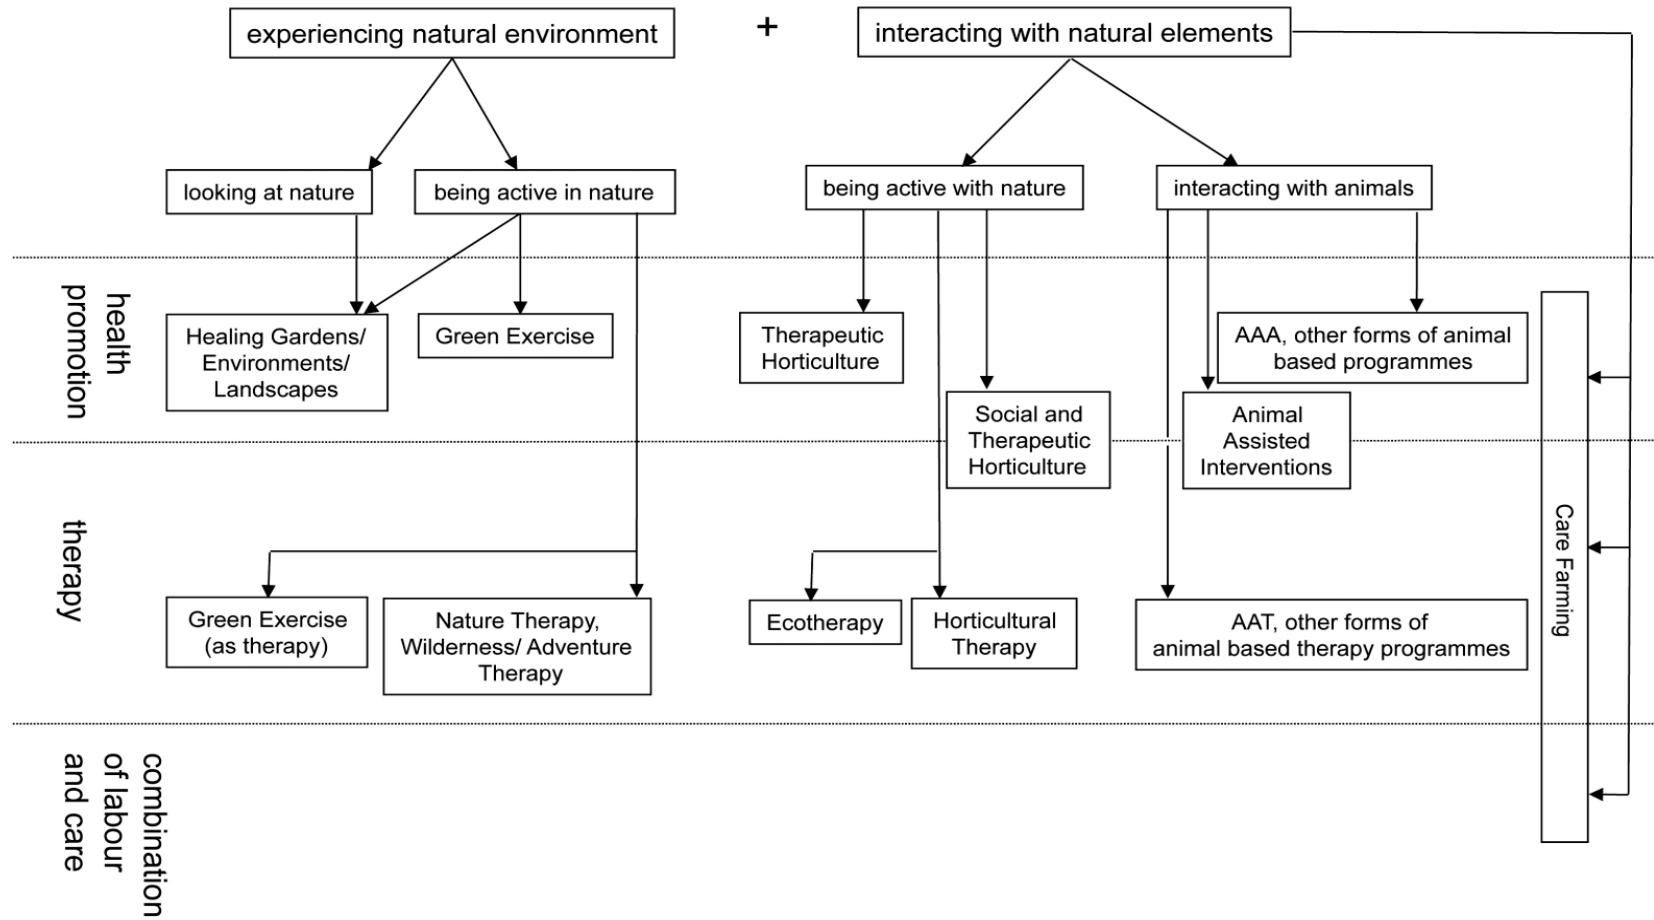 experiencing natural environment
+
interacting with natural elements
looking at nature
being active in nature
being active with nature
interacting with animals
health
promotion
Healing Gardens/
Environments/
Landscapes
Green Exercise
Therapeutic
Horticulture
Social and
Therapeutic
Horticulture
Animal
Assisted
Interventions
AAA, other forms of animal
based programmes
Care Farming
therapy
Green Exercise
(as therapy)
Nature Therapy,
Wilderness/ Adventure
Therapy
Ecotherapy
Horticultural
Therapy
AAT, other forms of
animal based therapy programmes
combination
of labour
and care